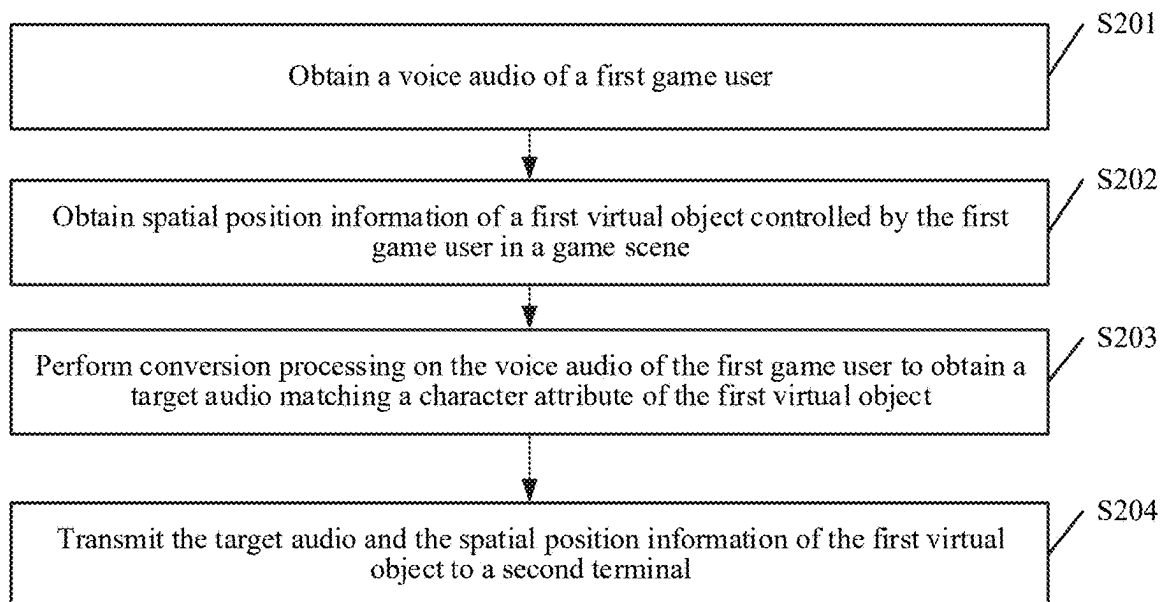 S201
Obtain a voice audio of a first game user
S202
Obtain spatial position information of a first virtual object controlled by the first
game user in a game scene
S203
Perform conversion processing on the voice audio of the first game user to obtain a
target audio matching a character attribute of the first virtual object
S204
Transmit the target audio and the spatial position information of the first virtual
object to a second terminal